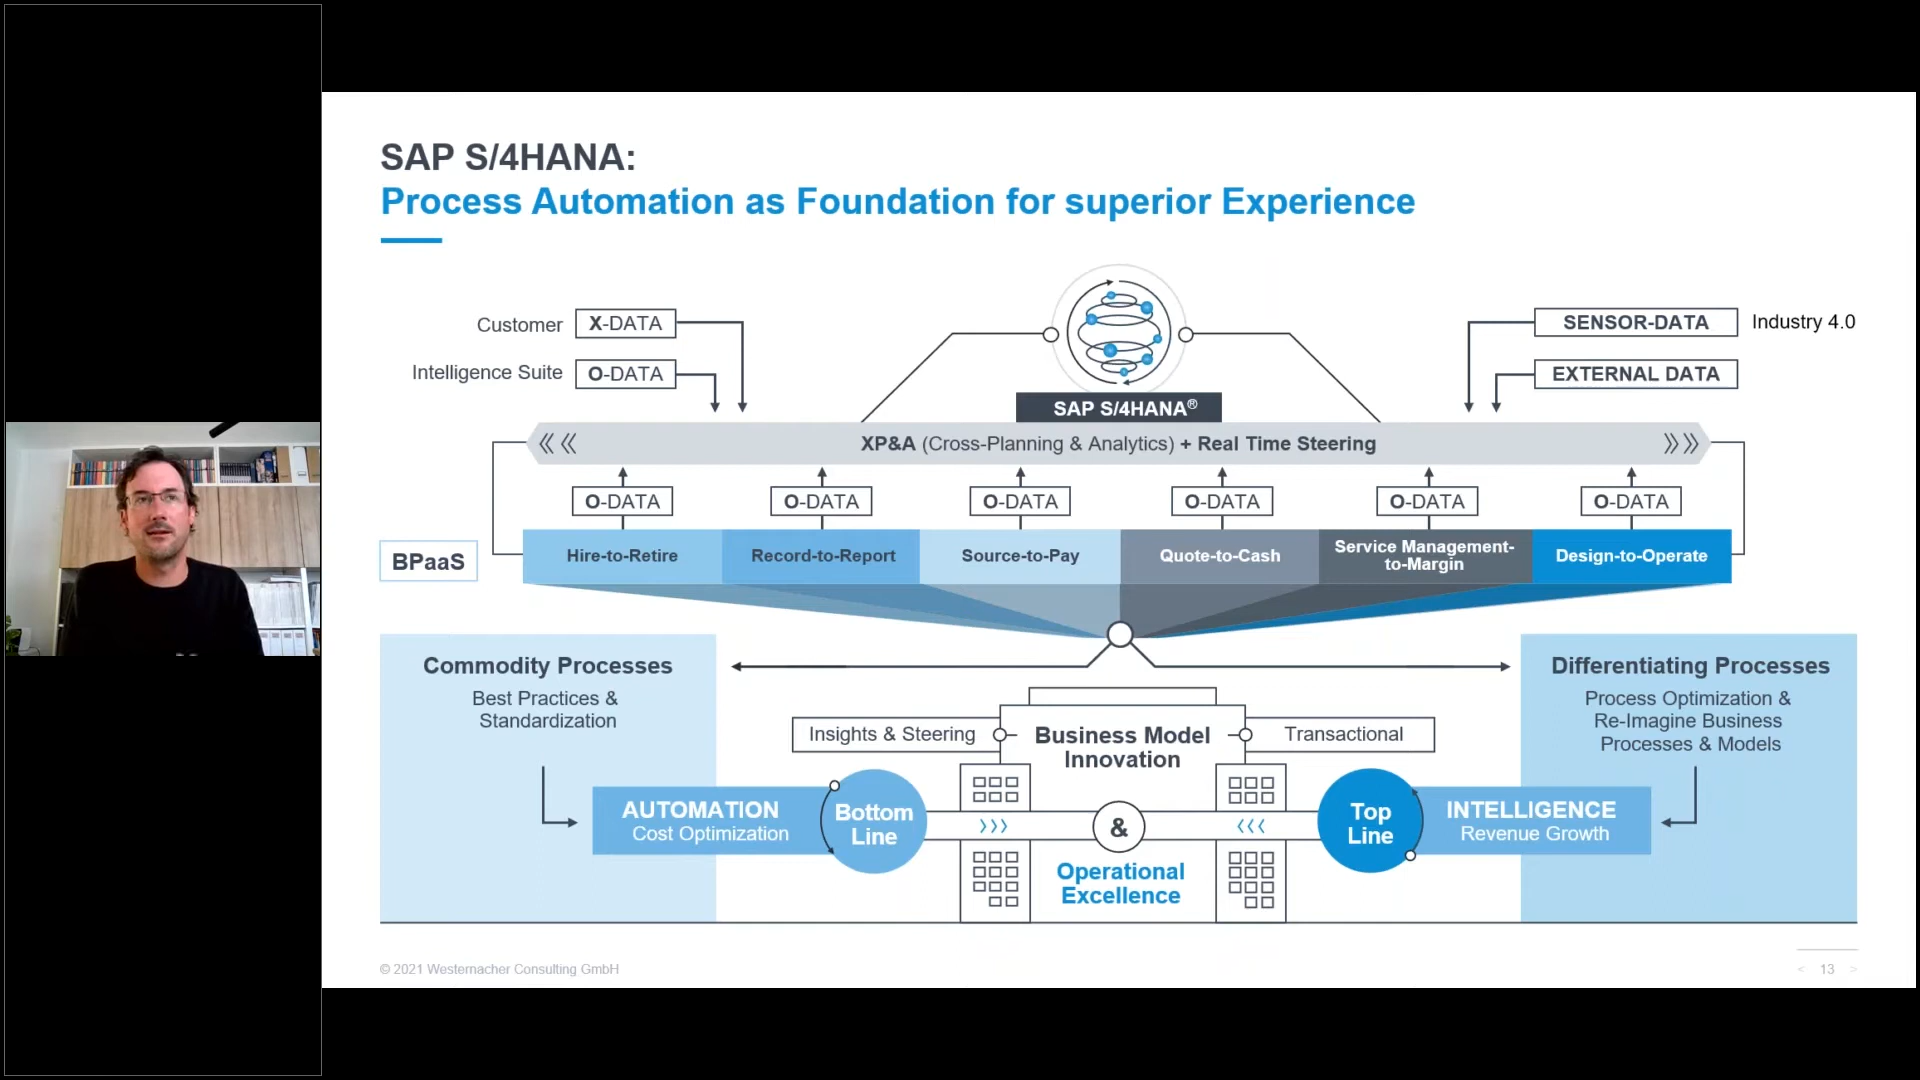 SAP S/4HANA:
Process Automation as Foundation for superior Experience
Customer
X-DATA
Intelligence Suite
O-DATA
SENSOR-DATA
Industry 4.0
EXTERNAL DATA
SAP S/4HANA®
XP&A (Cross-Planning & Analytics) + Real Time Steering
O-DATA
O-DATA
O-DATA
O-DATA
O-DATA
O-DATA
BPaaS
Hire-to-Retire
Record-to-Report
Source-to-Pay
Quote-to-Cash
Service Management-
to-Margin
Design-to-Operate
Commodity Processes
Best Practices &
Standardization
Differentiating Processes
Process Optimization &
Re-Imagine Business
Processes & Models
Insights & Steering
Business Model
Innovation
Transactional
AUTOMATION
Cost Optimization
Bottom
Line
&
Top
Line
INTELLIGENCE
Revenue Growth
Operational
Excellence
© 2021 Westernacher Consulting GmbH
< 13 >